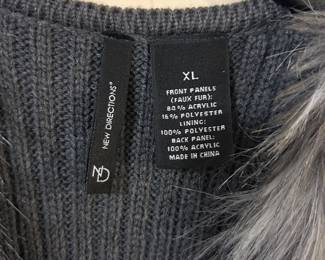 NEW DIRECTIONS®
ND
XL
FRONT PANELS
(FAUX FUR):
84% ACRYLIC
16% POLYESTER
LINING:
100% POLYESTER
BACK PANEL:
100% ACRYLIC
MADE IN CHINA